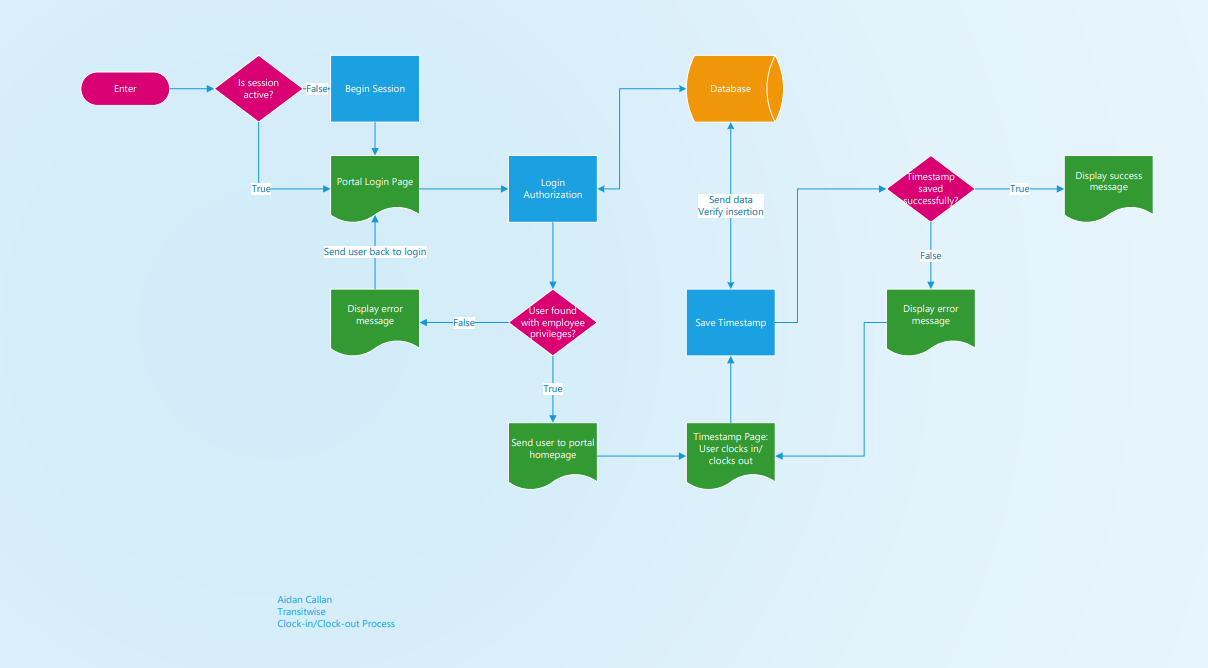 Enter
Is session
active?
False
Begin Session
Database
True
Portal Login Page
Login
Authorization
Send data
Verify insertion
Timestamp
saved
successfully?
True
Display success
message
Send user back to login
False
Display error
message
False
User found
with employee
privileges?
Save Timestamp
Display error
message
True
Send user to portal
homepage
Timestamp Page:
User clocks in/
clocks out
Aidan Callan
Transitwise
Clock-in/Clock-out Process